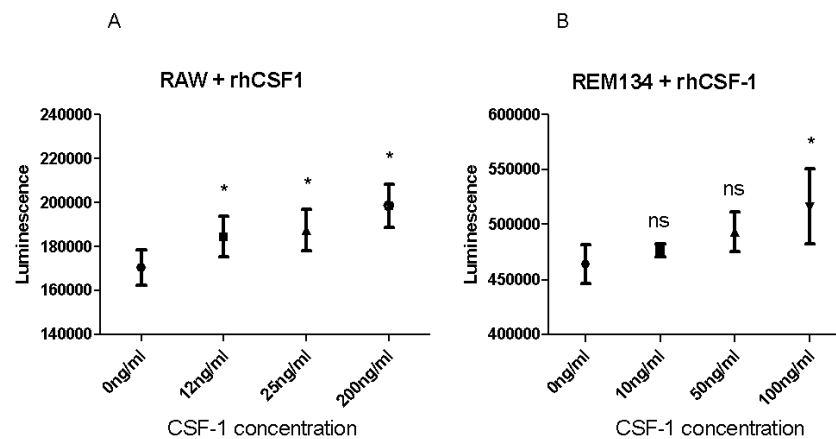 A
RAW + rhCSF1
240000
220000
200000
180000
160000
140000
Luminescence
*
*
*
0ng/ml
12ng/ml
25ng/ml
200ng/ml
CSF-1 concentration
B
REM134 + rhCSF-1
600000
550000
500000
450000
400000
Luminescence
ns
ns
*
0ng/ml
10ng/ml
50ng/ml
100ng/ml
CSF-1 concentration